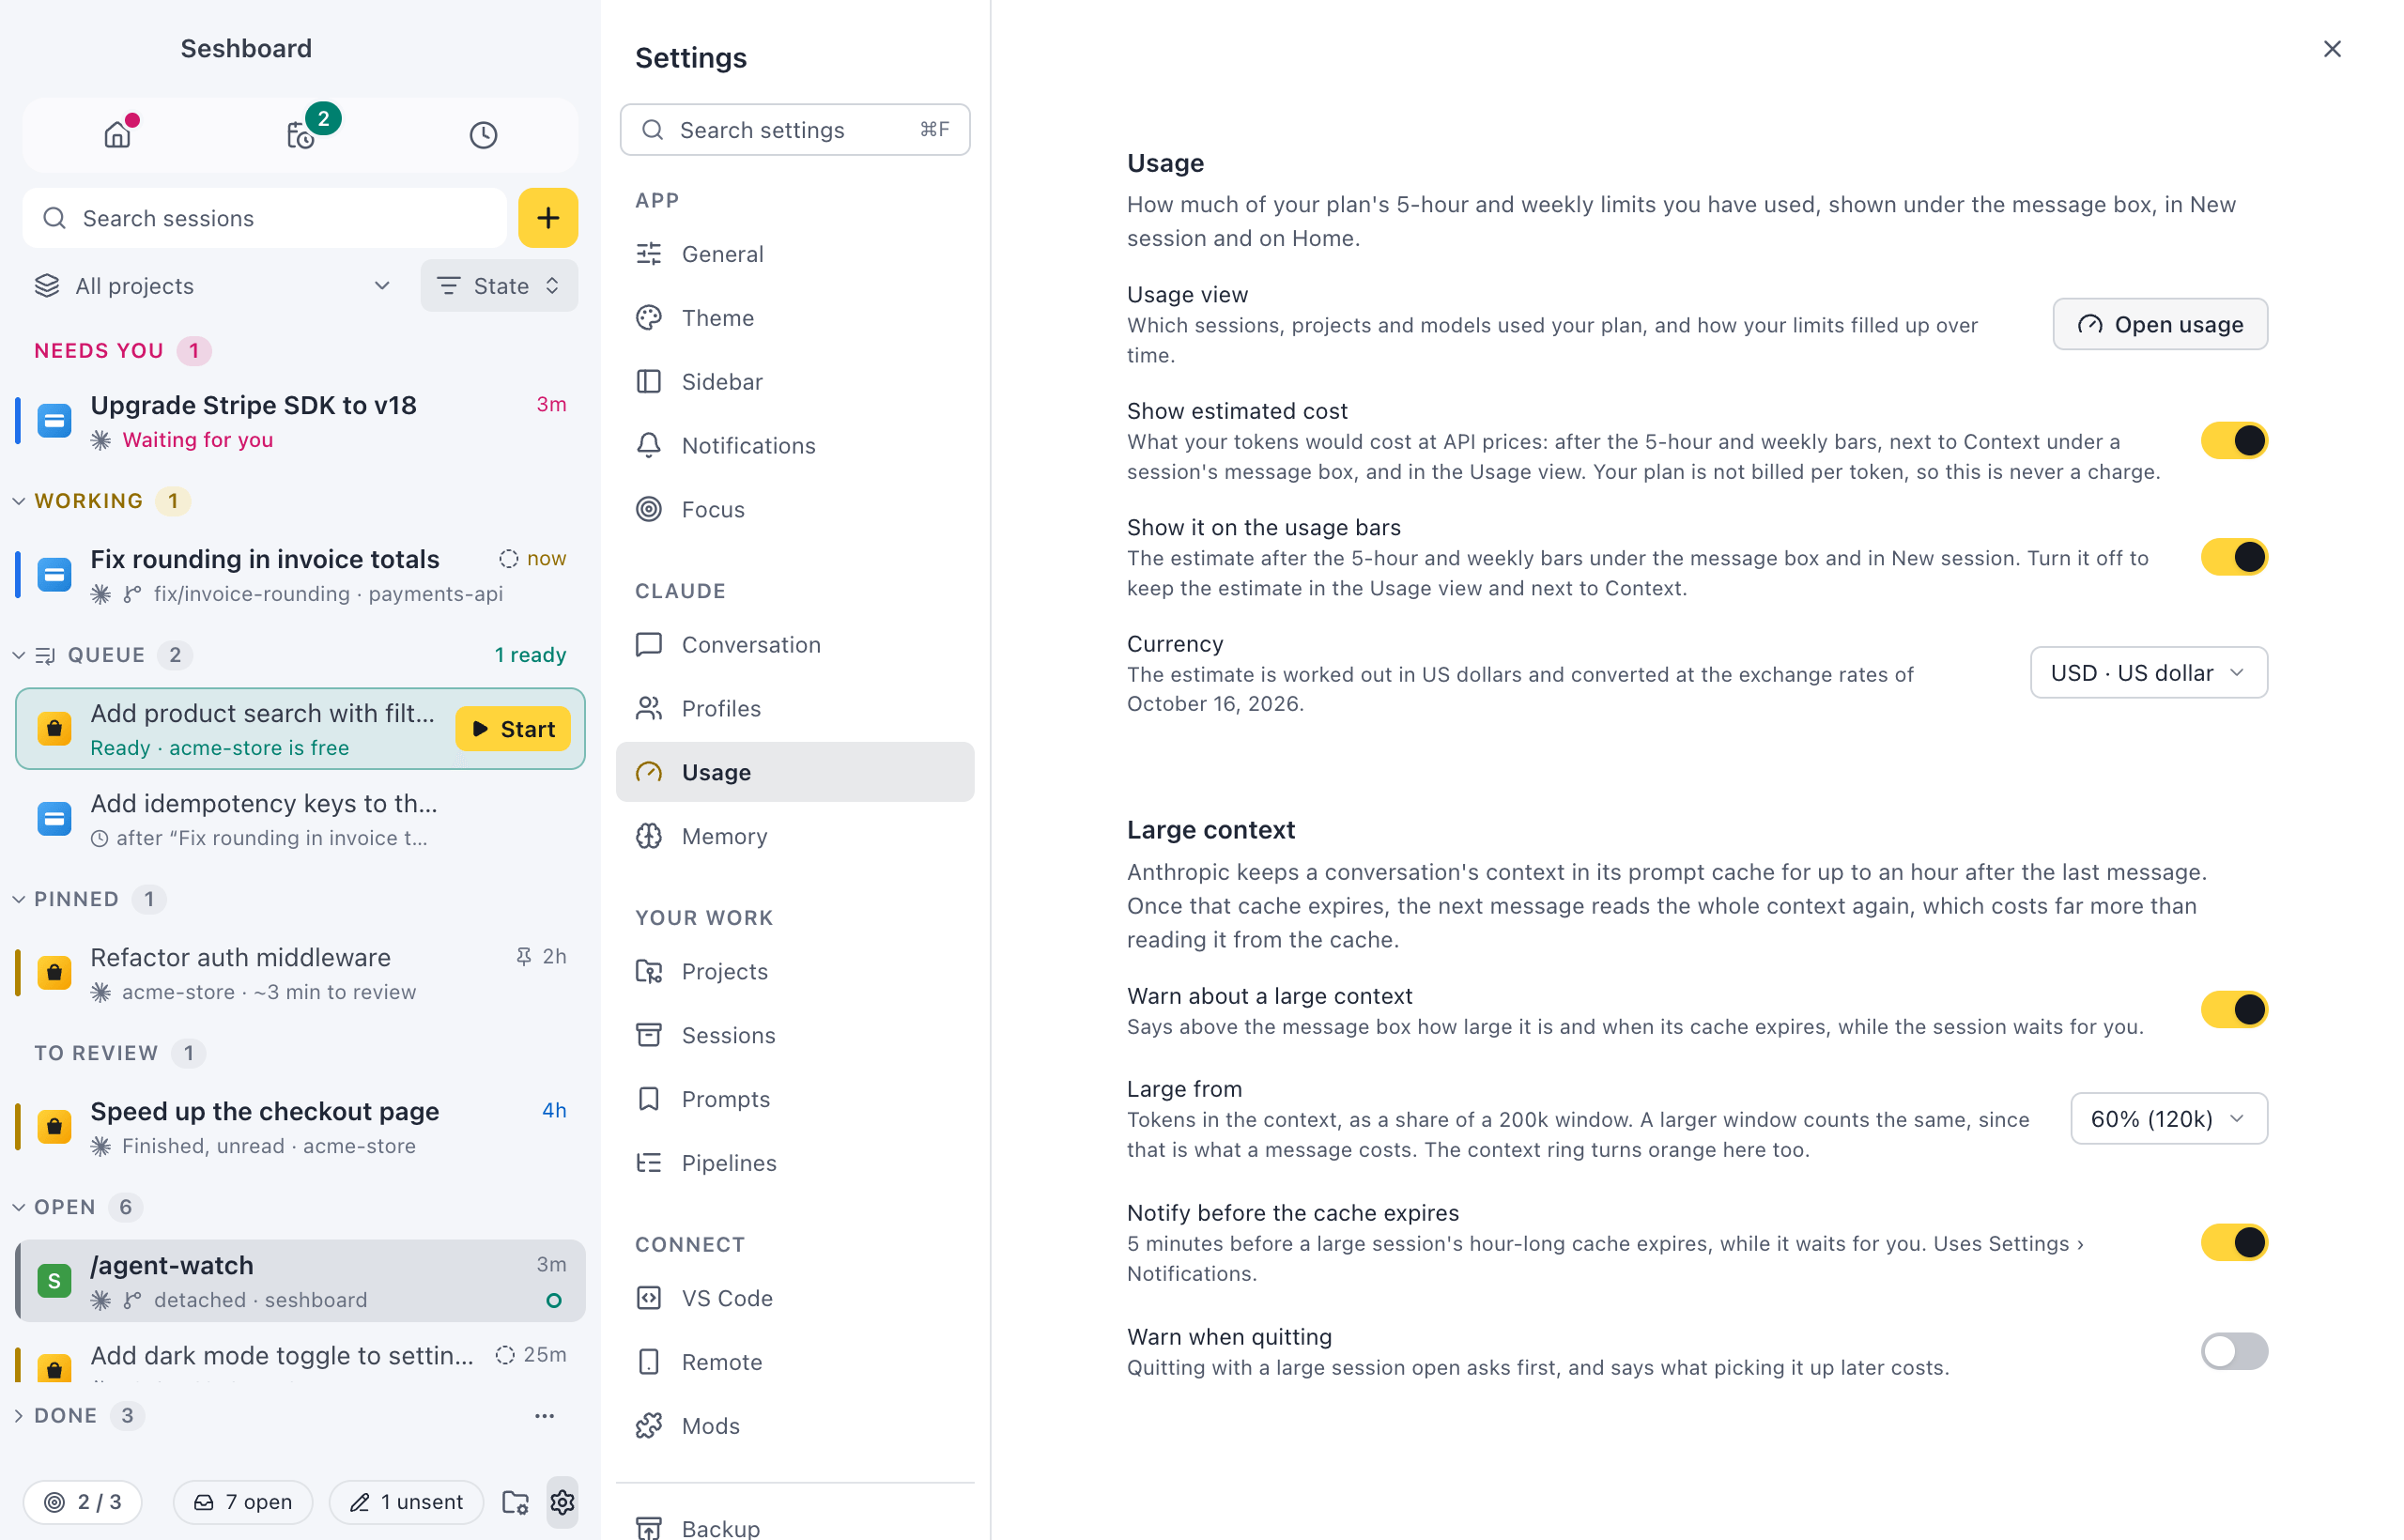 Seshboard
2
Search sessions
All projects
State
NEEDS YOU 1
Upgrade Stripe SDK to v18 3m
Waiting for you
WORKING 1
Fix rounding in invoice totals now
fix/invoice-rounding · payments-api
QUEUE 2 1 ready
Add product search with filt...
Ready · acme-store is free
Start
Add idempotency keys to th...
after “Fix rounding in invoice t...
PINNED 1
Refactor auth middleware 2h
acme-store · ~3 min to review
TO REVIEW 1
Speed up the checkout page 4h
Finished, unread · acme-store
OPEN 6
S
/agent-watch 3m
detached · seshboard
Add dark mode toggle to settin... 25m
DONE 3
2 / 3
7 open
1 unsent
Settings
Search settings ⌘F
APP
General
Theme
Sidebar
Notifications
Focus
CLAUDE
Conversation
Profiles
Usage
Memory
YOUR WORK
Projects
Sessions
Prompts
Pipelines
CONNECT
VS Code
Remote
Mods
Backup
Usage
How much of your plan's 5-hour and weekly limits you have used, shown under the message box, in New
session and on Home.
Usage view
Which sessions, projects and models used your plan, and how your limits filled up over
time.
Open usage
Show estimated cost
What your tokens would cost at API prices: after the 5-hour and weekly bars, next to Context under a
session's message box, and in the Usage view. Your plan is not billed per token, so this is never a charge.
Show it on the usage bars
The estimate after the 5-hour and weekly bars under the message box and in New session. Turn it off to
keep the estimate in the Usage view and next to Context.
Currency
The estimate is worked out in US dollars and converted at the exchange rates of
October 16, 2026.
USD · US dollar
Large context
Anthropic keeps a conversation's context in its prompt cache for up to an hour after the last message.
Once that cache expires, the next message reads the whole context again, which costs far more than
reading it from the cache.
Warn about a large context
Says above the message box how large it is and when its cache expires, while the session waits for you.
Large from
Tokens in the context, as a share of a 200k window. A larger window counts the same, since
that is what a message costs. The context ring turns orange here too.
60% (120k)
Notify before the cache expires
5 minutes before a large session's hour-long cache expires, while it waits for you. Uses Settings ›
Notifications.
Warn when quitting
Quitting with a large session open asks first, and says what picking it up later costs.